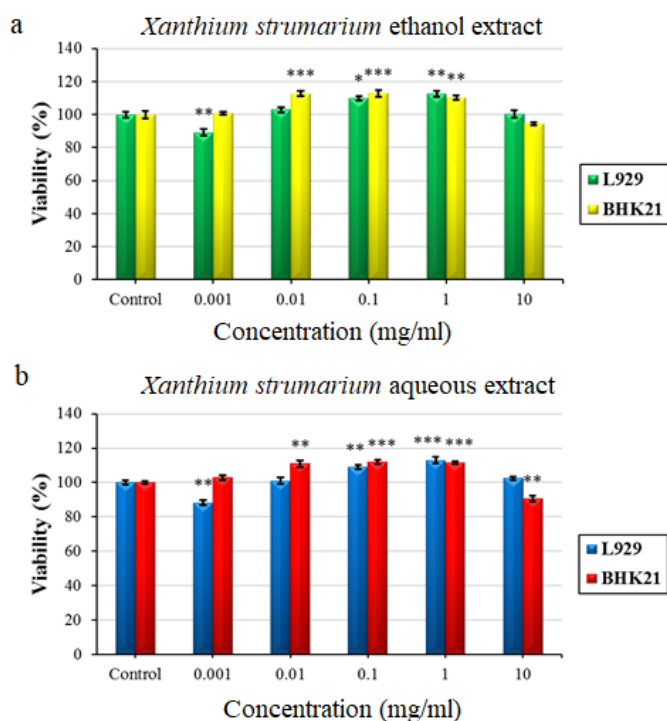 a
Xanthium strumarium ethanol extract
140
120
100
80
60
40
20
0
Viability (%)
** *** * *** ** **
Control 0.001 0.01 0.1 1 10
Concentration (mg/ml)
L929
BHK21
b
Xanthium strumarium aqueous extract
140
120
100
80
60
40
20
0
Viability (%)
** ** ** *** *** *** **
Control 0.001 0.01 0.1 1 10
Concentration (mg/ml)
L929
BHK21